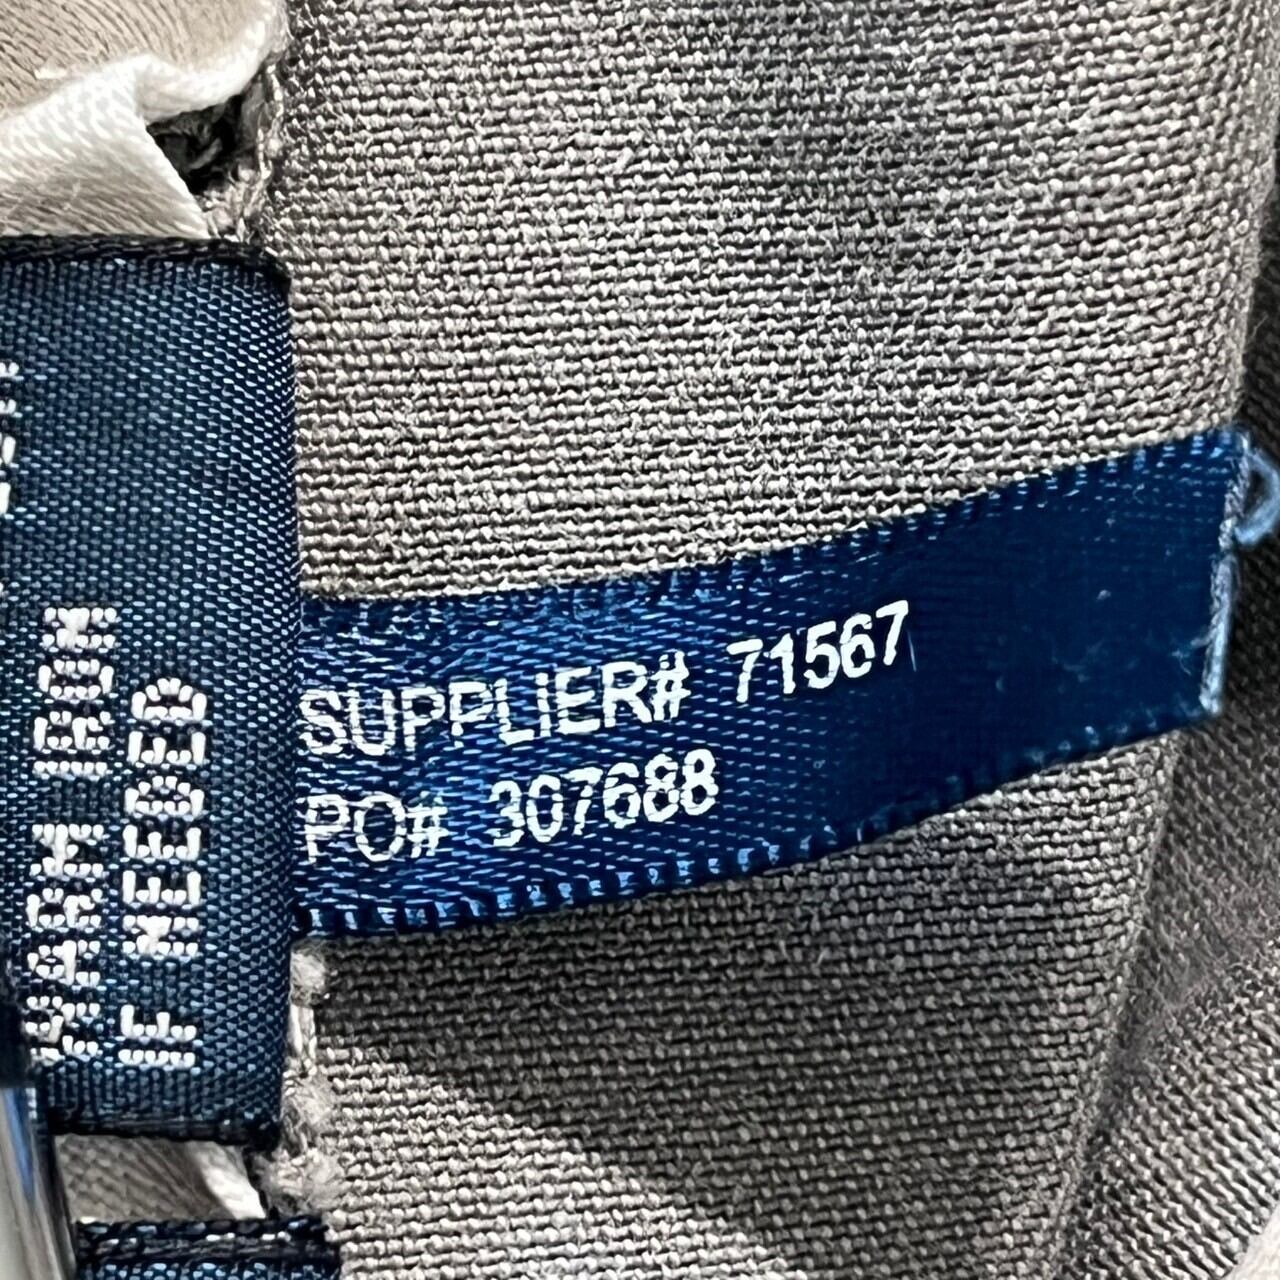 WARM IRON
IF NEEDED
SUPPLIER# 71567
PO# 307688